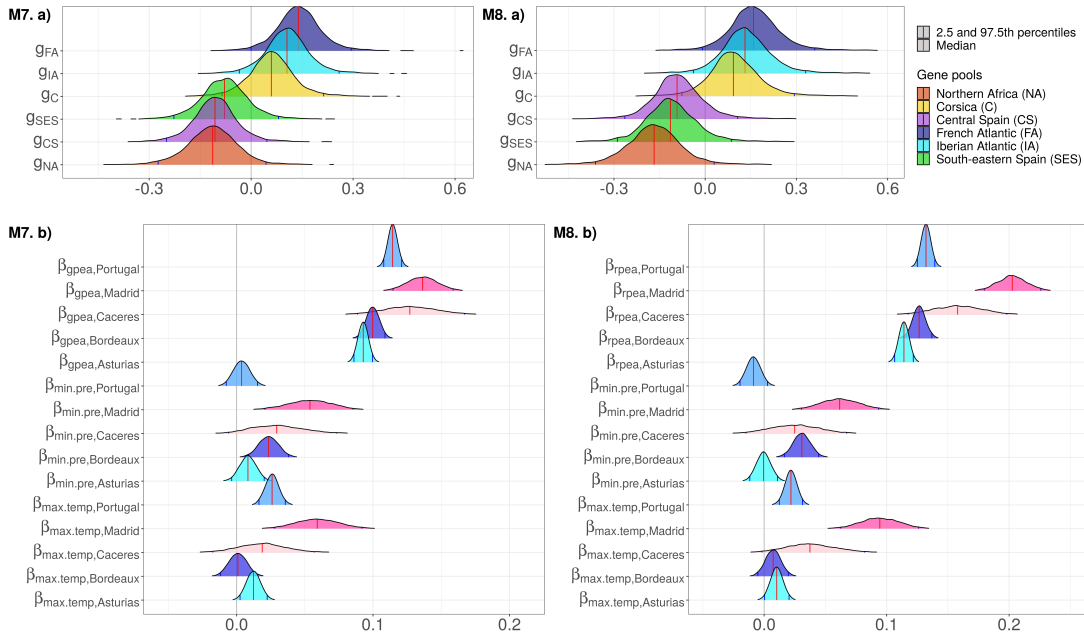 M7. a)
gFA
gIA
gC
gSES
gCS
gNA
-0.3 0.0 0.3 0.6
M8. a)
gFA
gIA
gC
gCS
gSES
gNA
-0.3 0.0 0.3 0.6
2.5 and 97.5th percentiles
Median
Gene pools
Northern Africa (NA)
Corsica (C)
Central Spain (CS)
French Atlantic (FA)
Iberian Atlantic (IA)
South-eastern Spain (SES)
M7. b)
βgpea,Portugal
βgpea,Madrid
βgpea,Caceres
βgpea,Bordeaux
βgpea,Asturias
βmin.pre,Portugal
βmin.pre,Madrid
βmin.pre,Caceres
βmin.pre,Bordeaux
βmin.pre,Asturias
βmax.temp,Portugal
βmax.temp,Madrid
βmax.temp,Caceres
βmax.temp,Bordeaux
βmax.temp,Asturias
0.0 0.1 0.2
M8. b)
βrpea,Portugal
βrpea,Madrid
βrpea,Caceres
βrpea,Bordeaux
βrpea,Asturias
βmin.pre,Portugal
βmin.pre,Madrid
βmin.pre,Caceres
βmin.pre,Bordeaux
βmin.pre,Asturias
βmax.temp,Portugal
βmax.temp,Madrid
βmax.temp,Caceres
βmax.temp,Bordeaux
βmax.temp,Asturias
0.0 0.1 0.2